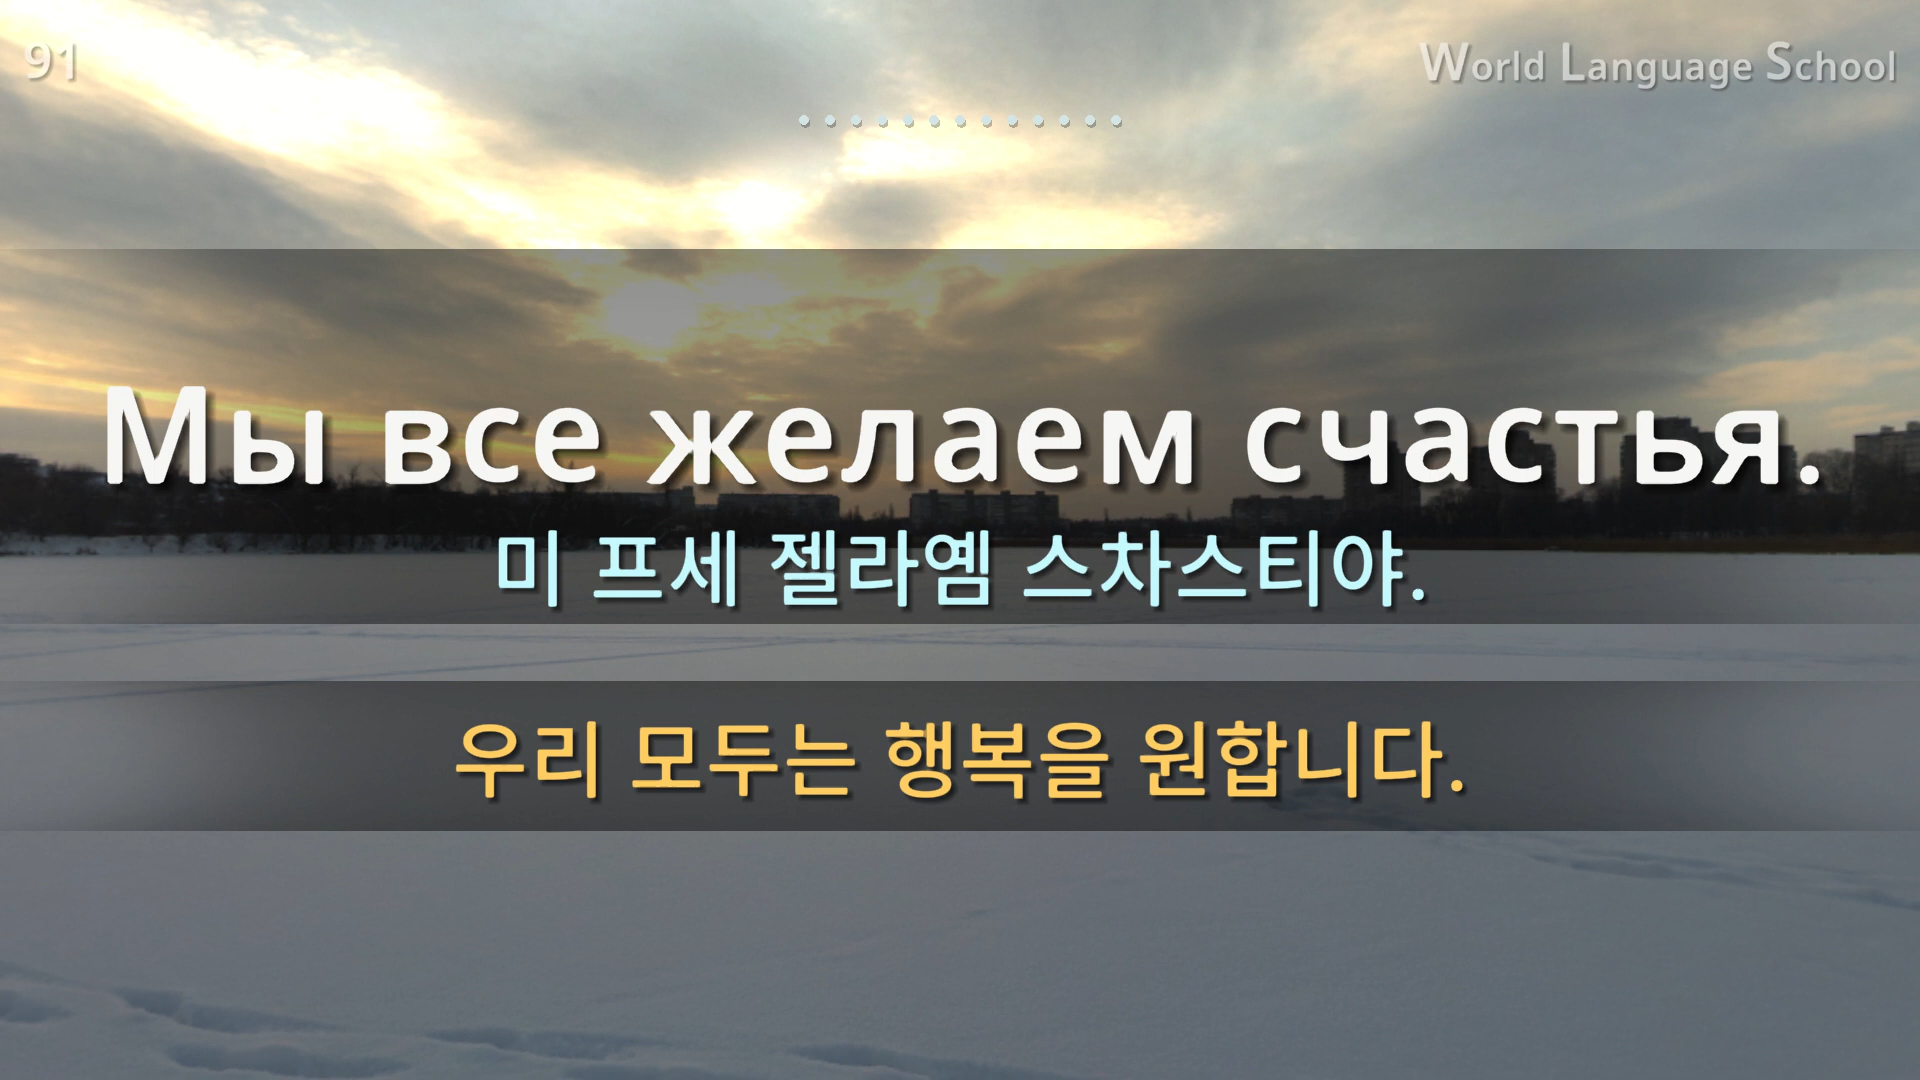 91
World Language School
Мы все желаем счастья.
미 프세 젤라옘 스차스티야.
우리 모두는 행복을 원합니다.